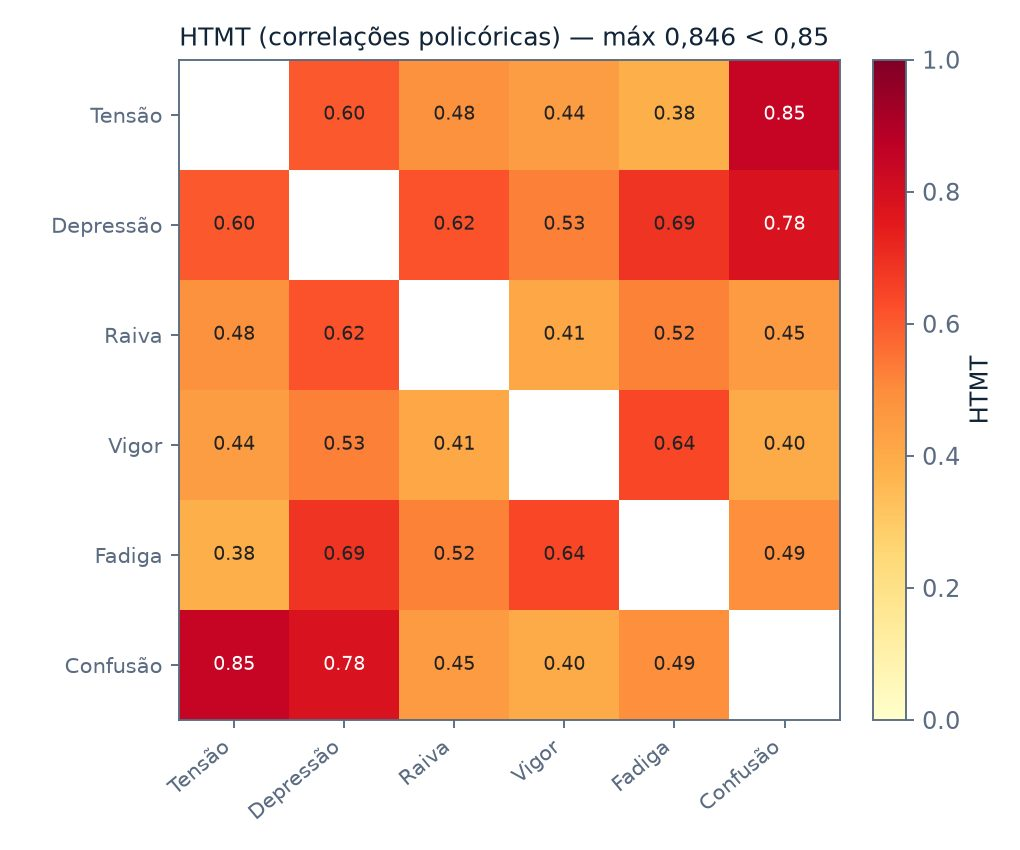 HTMT (correlações policóricas) — máx 0,846 < 0,85
Tensão 0.60 0.48 0.44 0.38 0.85
Depressão 0.60 0.62 0.53 0.69 0.78
Raiva 0.48 0.62 0.41 0.52 0.45
Vigor 0.44 0.53 0.41 0.64 0.40
Fadiga 0.38 0.69 0.52 0.64 0.49
Confusão 0.85 0.78 0.45 0.40 0.49
Tensão Depressão Raiva Vigor Fadiga Confusão
1.0
0.8
0.6
0.4
0.2
0.0
HTMT